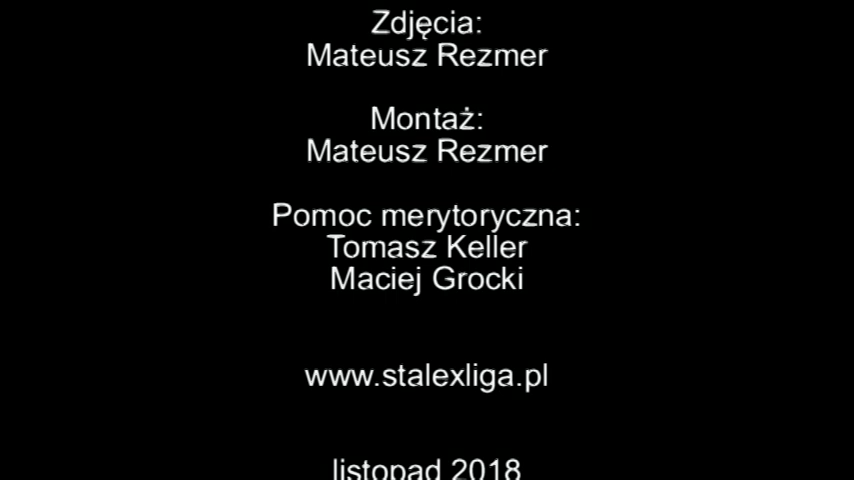 Zdjęcia:
Mateusz Rezmer
Montaż:
Mateusz Rezmer
Pomoc merytoryczna:
Tomasz Keller
Maciej Grocki
www.stalexliga.pl
listopad 2018